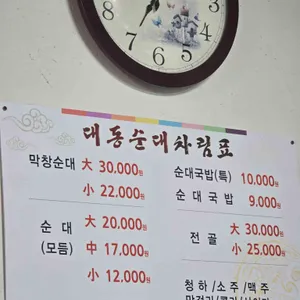 대동순대차림표
막창순대 大 30.000원
小 22.000원
순 대 (모듬) 大 20.000원
中 17.000원
小 12.000원
순대국밥(특) 10.000원
순 대 국 밥 9.000원
전 골 大 30.000원
小 25.000원
청 하 / 소 주 / 맥 주